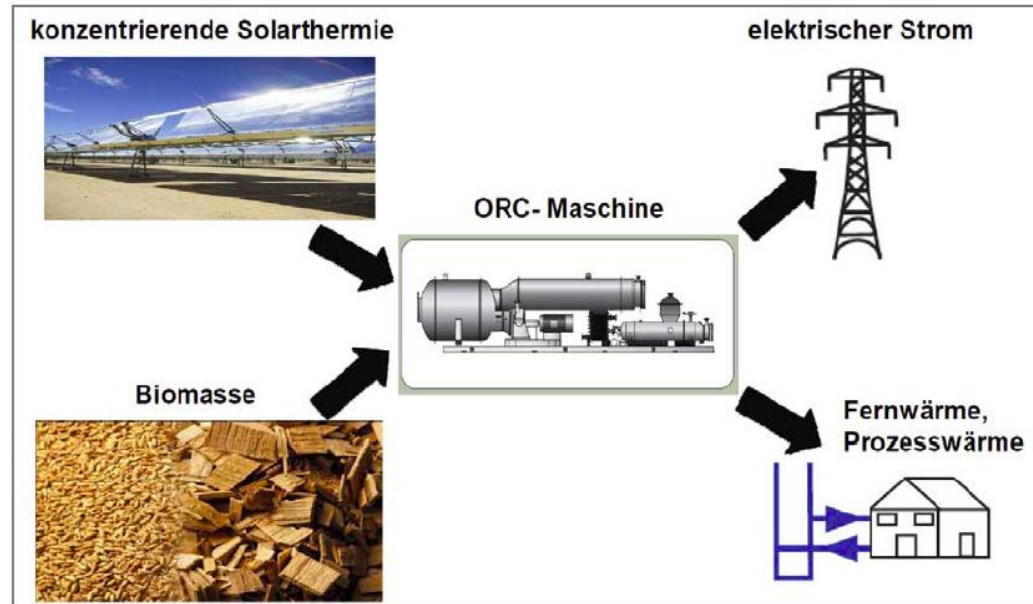 konzentrierende Solarthermie
elektrischer Strom
ORC- Maschine
Biomasse
Fernwärme,
Prozesswärme